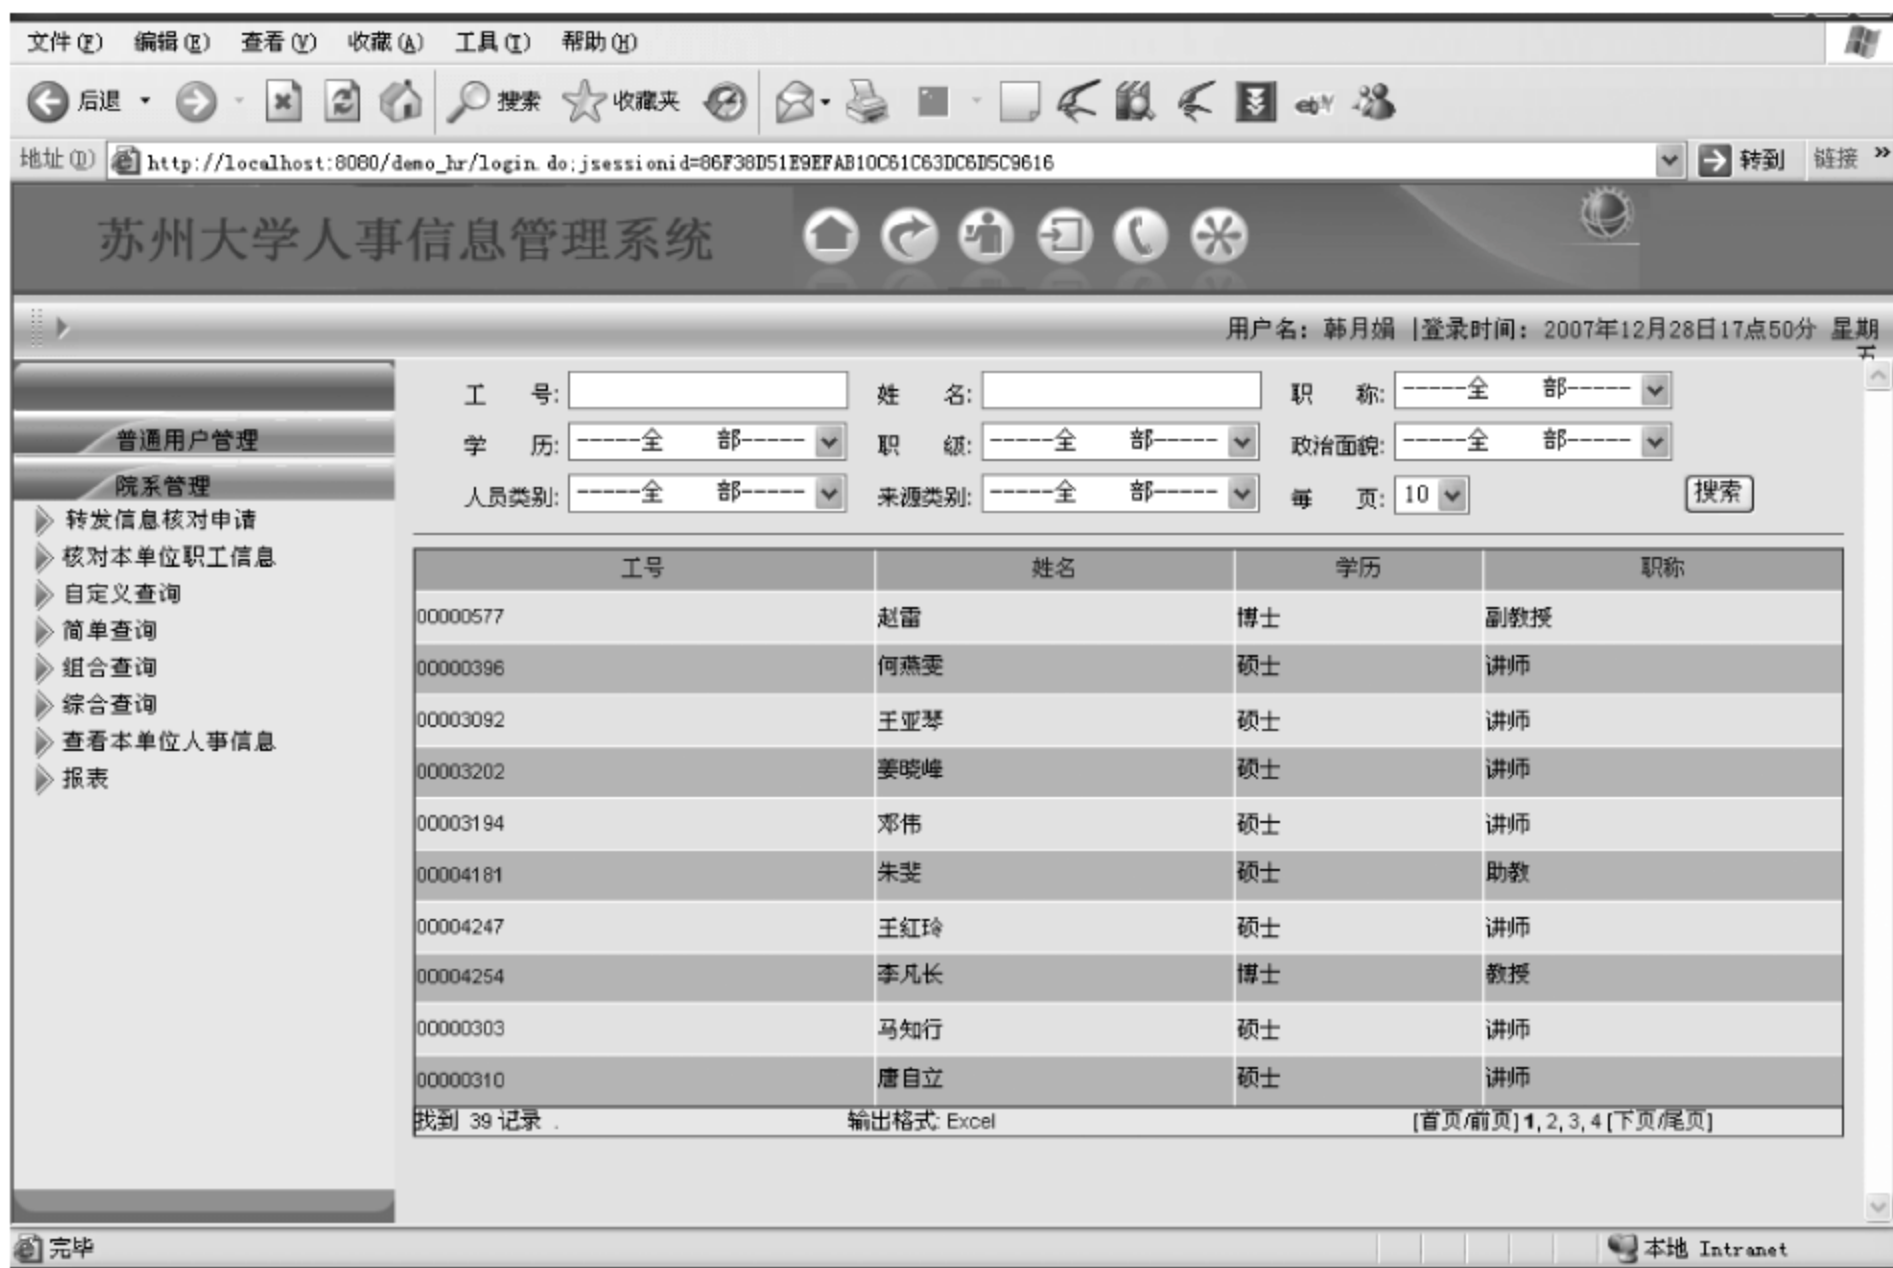 文件(F) 编辑(E) 查看(V) 收藏(A) 工具(T) 帮助(H)
后退 搜索 收藏夹 ebY
地址(D) http://localhost:8080/demo_hr/login.do;jsessionid=86F38D51E9EFAB10C61C63DC6D5C9616 转到 链接 »
苏州大学人事信息管理系统
用户名: 韩月娟 |登录时间: 2007年12月28日17点50分 星期
五
工 号: 姓 名: 职 称: -----全 部-----
普通用户管理
学 历: -----全 部----- 职 级: -----全 部----- 政治面貌: -----全 部-----
院系管理
人员类别: -----全 部----- 来源类别: -----全 部----- 每 页: 10 搜索
转发信息核对申请
核对本单位职工信息
自定义查询
简单查询
组合查询
综合查询
查看本单位人事信息
报表
工号 姓名 学历 职称
00000577 赵雷 博士 副教授
00000396 何燕雯 硕士 讲师
00003092 王亚琴 硕士 讲师
00003202 姜晓峰 硕士 讲师
00003194 邓伟 硕士 讲师
00004181 朱斐 硕士 助教
00004247 王红玲 硕士 讲师
00004254 李凡长 博士 教授
00000303 马知行 硕士 讲师
00000310 唐自立 硕士 讲师
找到 39 记录 . 输出格式: Excel [首页/前页] 1, 2, 3, 4 [下页/尾页]
完毕 本地 Intranet